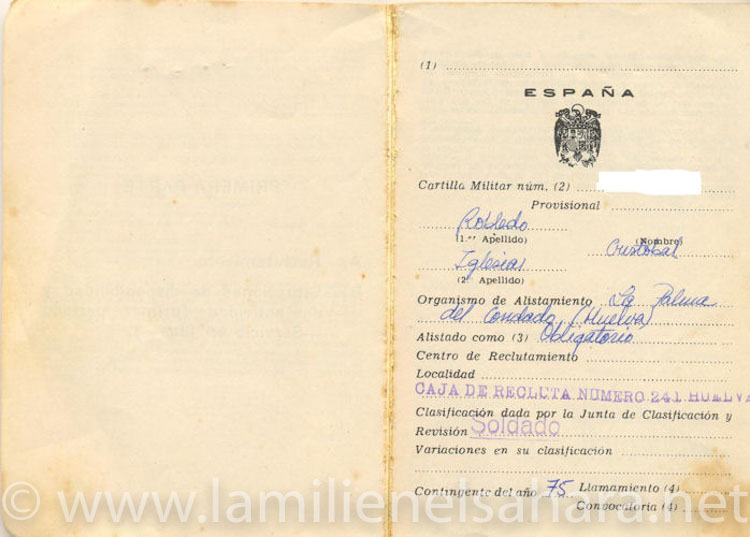 (1)
ESPAÑA
Cartilla Militar núm. (2)
Provisional
Robledo
(1.er Apellido)
(Nombre)
Cristobal
Iglesias
(2.º Apellido)
Organismo de Alistamiento La Palma
del Condado (Huelva)
Alistado como (3) Obligatorio
Centro de Reclutamiento
Localidad
CAJA DE RECLUTA NUMERO 241 HUELVA
Clasificación dada por la Junta de Clasificación y
Revisión Soldado
Variaciones en su clasificación
Contingente del año 75 Llamamiento (4)
Convocatoria (4)
© www.lamilienelsahara.net
PRIMERA PARTE